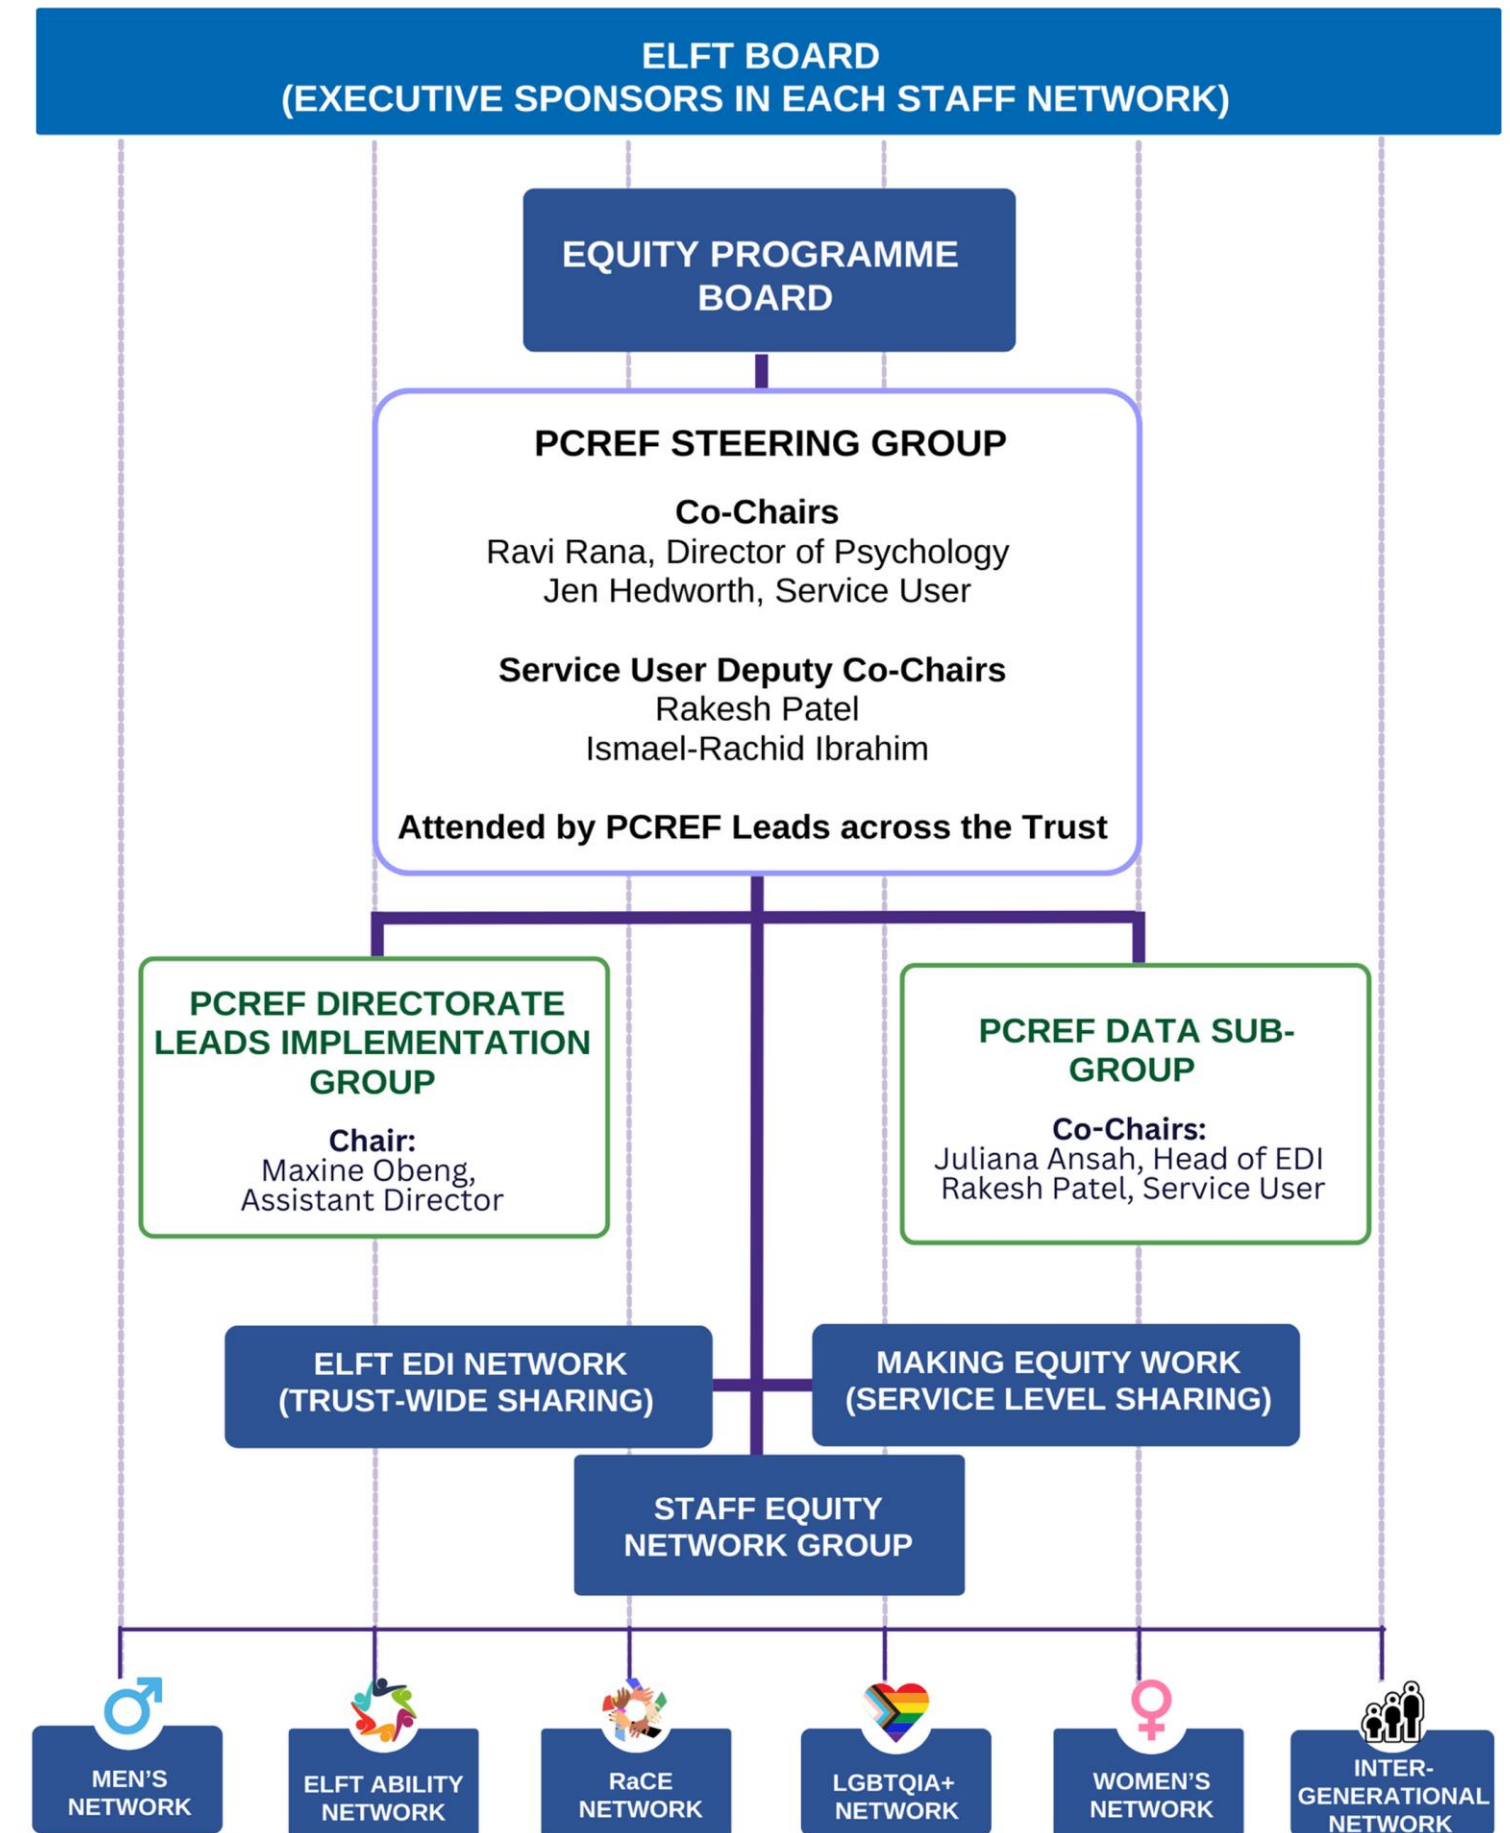 ELFT BOARD
(EXECUTIVE SPONSORS IN EACH STAFF NETWORK)
EQUITY PROGRAMME
BOARD
PCREF STEERING GROUP
Co-Chairs
Ravi Rana, Director of Psychology
Jen Hedworth, Service User
Service User Deputy Co-Chairs
Rakesh Patel
Ismael-Rachid Ibrahim
Attended by PCREF Leads across the Trust
PCREF DIRECTORATE
LEADS IMPLEMENTATION
GROUP
Chair:
Maxine Obeng,
Assistant Director
PCREF DATA SUB-
GROUP
Co-Chairs:
Juliana Ansah, Head of EDI
Rakesh Patel, Service User
ELFT EDI NETWORK
(TRUST-WIDE SHARING)
MAKING EQUITY WORK
(SERVICE LEVEL SHARING)
STAFF EQUITY
NETWORK GROUP
MEN’S
NETWORK
ELFT ABILITY
NETWORK
RaCE
NETWORK
LGBTQIA+
NETWORK
WOMEN’S
NETWORK
INTER-
GENERATIONAL
NETWORK